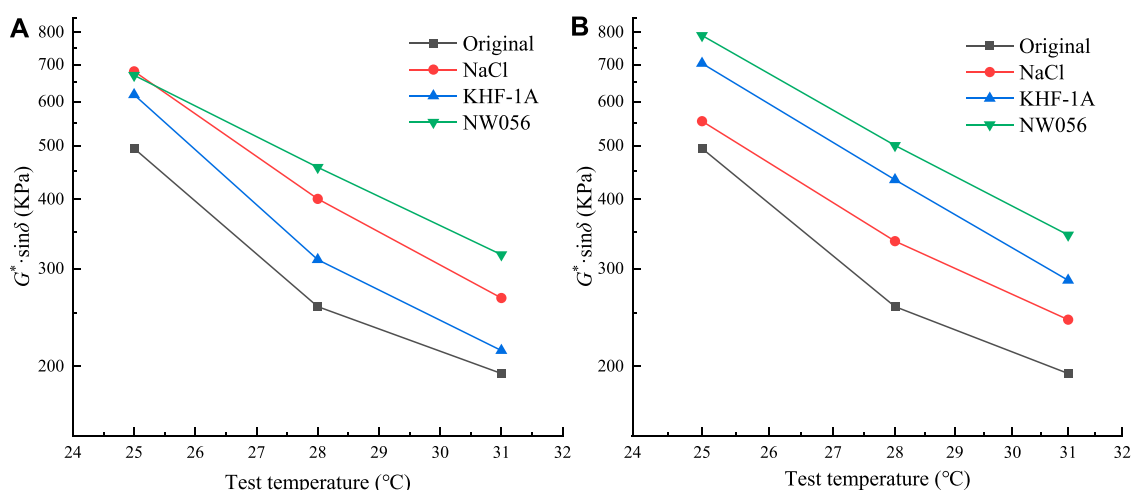 A
800
700
600
500
400
300
200
G*·sinδ (KPa)
Original
NaCl
KHF-1A
NW056
24 25 26 27 28 29 30 31 32
Test temperature (℃)
B
800
700
600
500
400
300
200
G*·sinδ (KPa)
Original
NaCl
KHF-1A
NW056
24 25 26 27 28 29 30 31 32
Test temperature (℃)